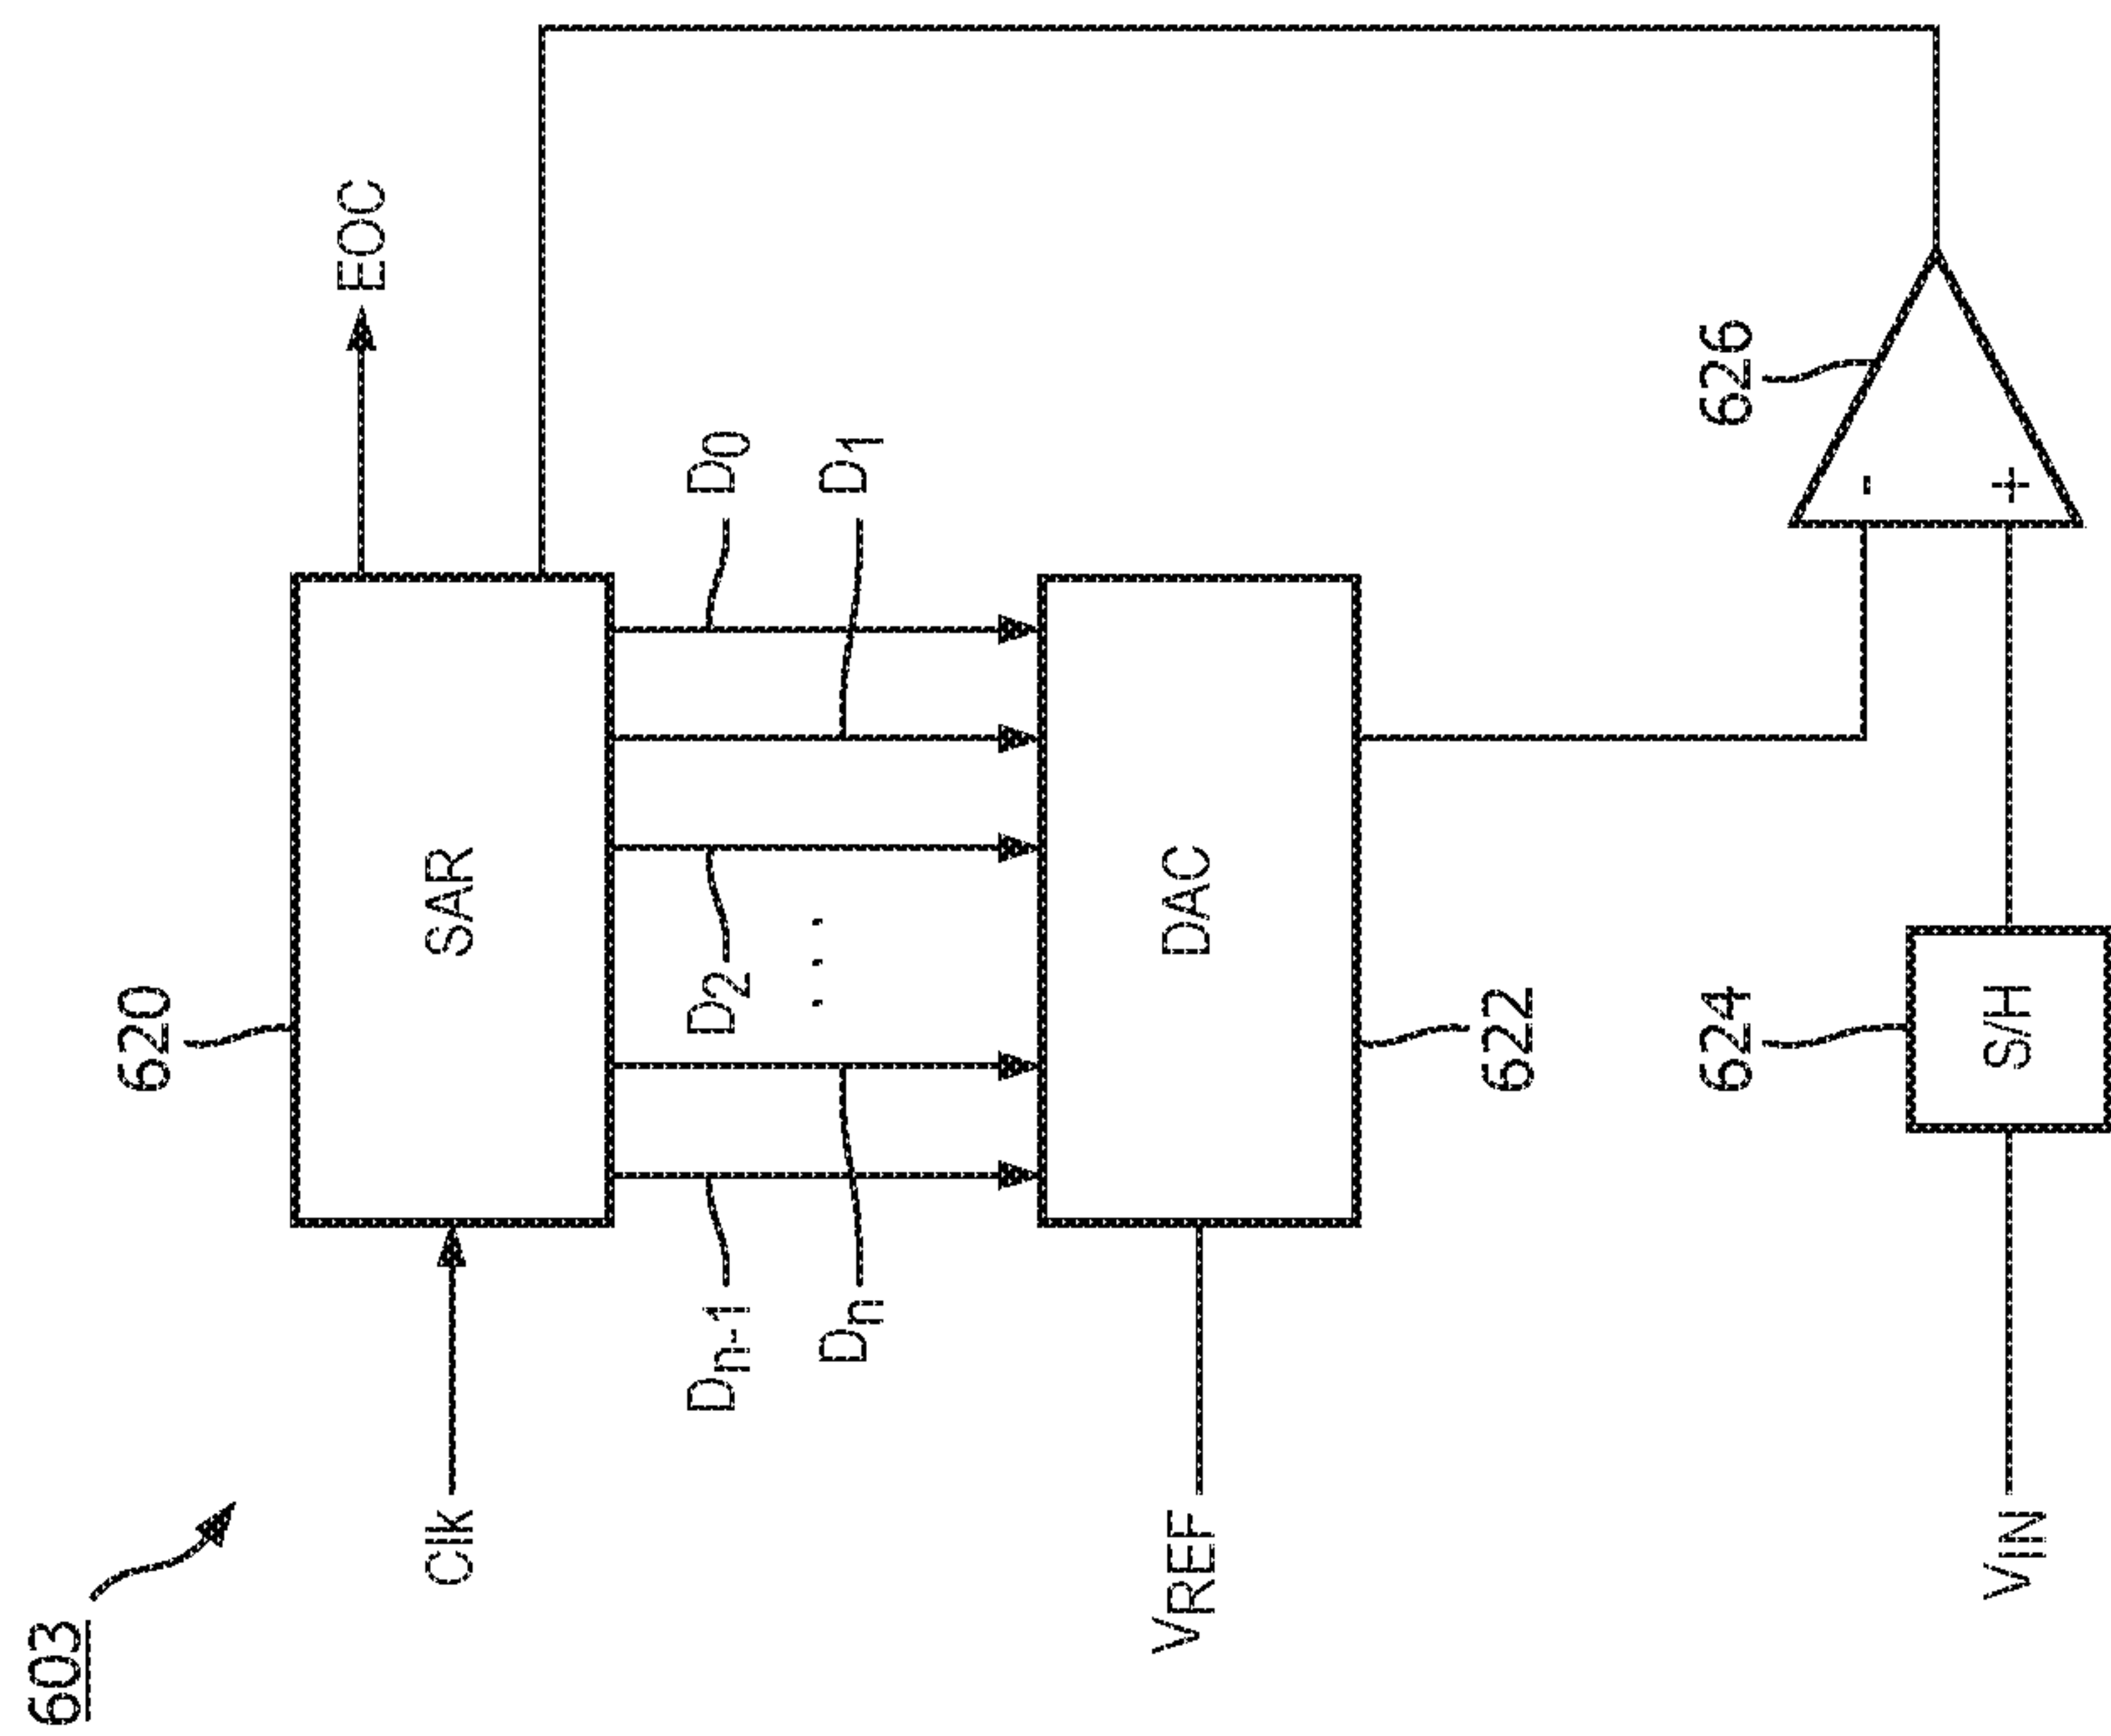 603
620
Clk
SAR
EOC
Dn-1
Dn
D2
. . .
D0
D1
VREF
DAC
622
624
626
VIN
S/H
-
+